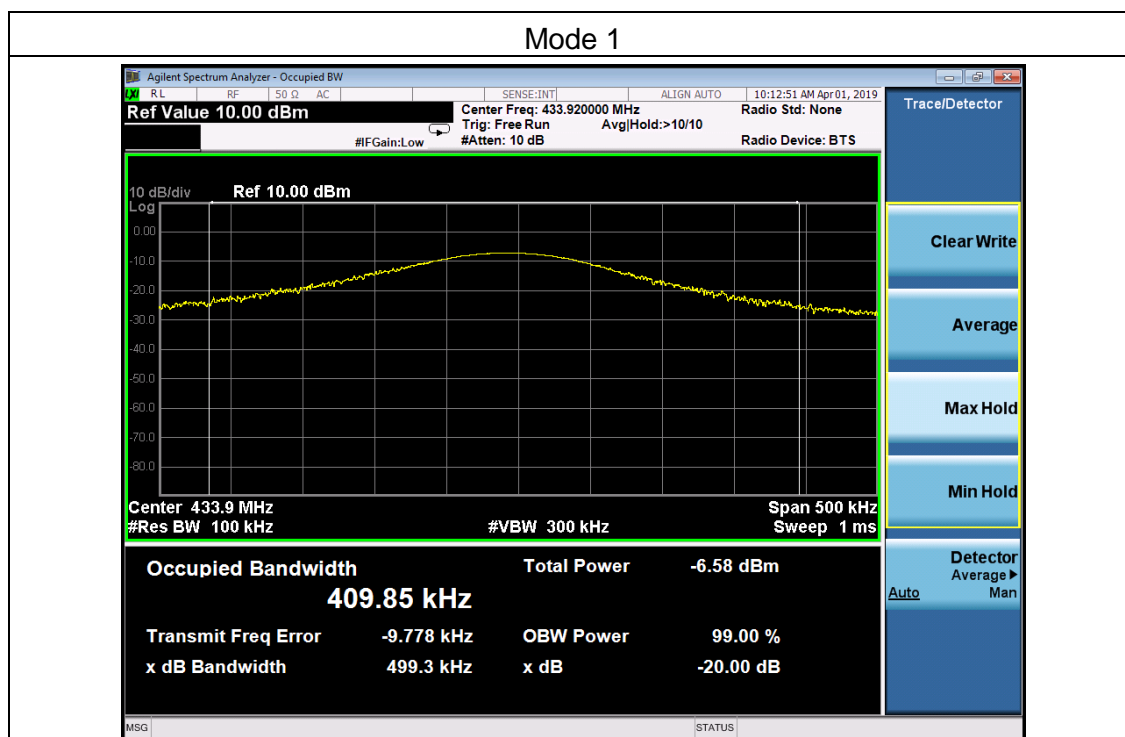 Mode 1
Agilent Spectrum Analyzer - Occupied BW
LXI RL RF 50 Ω AC SENSE:INT ALIGN AUTO 10:12:51 AM Apr 01, 2019
Ref Value 10.00 dBm Center Freq: 433.920000 MHz Radio Std: None
Trig: Free Run Avg|Hold:>10/10
#IFGain:Low #Atten: 10 dB Radio Device: BTS
Trace/Detector
10 dB/div Ref 10.00 dBm
Log
0.00
-10.0
-20.0
-30.0
-40.0
-50.0
-60.0
-70.0
-80.0
Center 433.9 MHz Span 500 kHz
#Res BW 100 kHz #VBW 300 kHz Sweep 1 ms
Clear Write
Average
Max Hold
Min Hold
Detector
Average▶
Auto Man
Occupied Bandwidth Total Power -6.58 dBm
409.85 kHz
Transmit Freq Error -9.778 kHz OBW Power 99.00 %
x dB Bandwidth 499.3 kHz x dB -20.00 dB
MSG STATUS